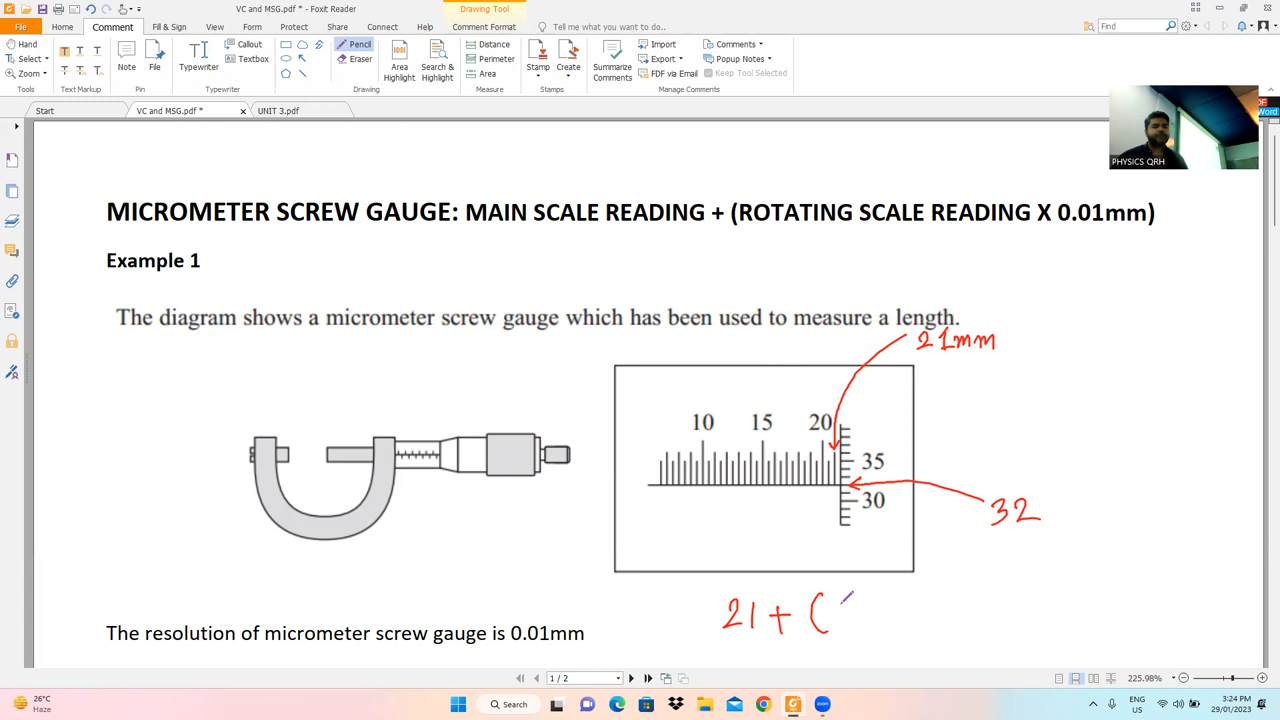 VC and MSG.pdf * - Foxit Reader
Drawing Tool
File Home Comment Fill & Sign View Form Protect Share Help Comment Format Tell me what you want to do... Find
Hand
Select
Zoom
Tools
Text Markup
Note
File
Pin
Typewriter
Callout
Textbox
Typewriter
Pencil
Eraser
Drawing
Area Highlight
Search & Highlight
Distance
Perimeter
Area
Measure
Stamp
Create
Stamps
Summarize Comments
Import
Export
FDF via Email
Comments
Popup Notes
Keep Tool Selected
Manage Comments
Start VC and MSG.pdf * UNIT 3.pdf
DF
Word
PHYSICS QRH
MICROMETER SCREW GAUGE: MAIN SCALE READING + (ROTATING SCALE READING X 0.01mm)
Example 1
The diagram shows a micrometer screw gauge which has been used to measure a length.
21mm
10 15 20
35
30
32
21 + (
The resolution of micrometer screw gauge is 0.01mm
1 / 2
225.98%
26°C
Haze
Search
ENG
US
3:24 PM
29/01/2023